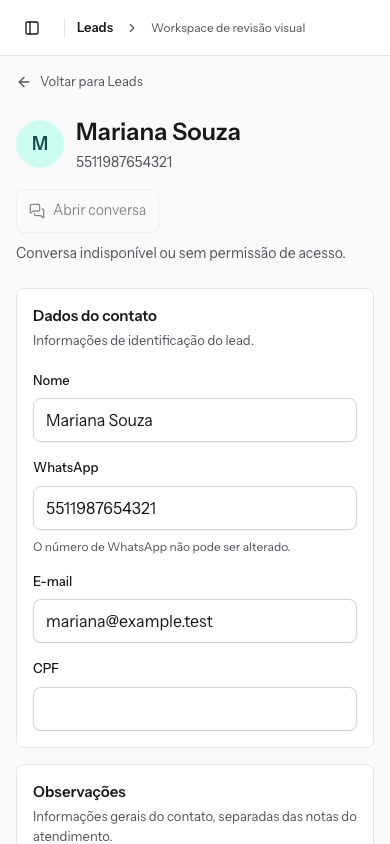 Leads > Workspace de revisão visual
Voltar para Leads
M
Mariana Souza
5511987654321
Abrir conversa
Conversa indisponível ou sem permissão de acesso.
Dados do contato
Informações de identificação do lead.
Nome
Mariana Souza
WhatsApp
5511987654321
O número de WhatsApp não pode ser alterado.
E-mail
mariana@example.test
CPF
Observações
Informações gerais do contato, separadas das notas do
atendimento.